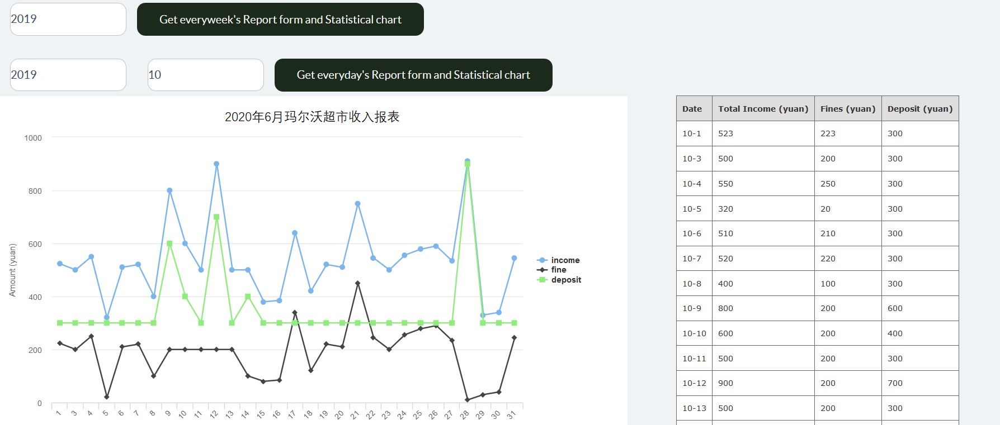 2019
Get everyweek's Report form and Statistical chart
2019
10
Get everyday's Report form and Statistical chart
2020年6月玛尔沃超市收入报表
1000
800
600
400
200
0
Amount (yuan)
1 3 4 5 6 7 8 9 10 11 12 13 14 15 16 17 18 19 20 21 22 23 24 25 26 27 28 29 30 31
income
fine
deposit
Date Total Income (yuan) Fines (yuan) Deposit (yuan)
10-1 523 223 300
10-3 500 200 300
10-4 550 250 300
10-5 320 20 300
10-6 510 210 300
10-7 520 220 300
10-8 400 100 300
10-9 800 200 600
10-10 600 200 400
10-11 500 200 300
10-12 900 200 700
10-13 500 200 300